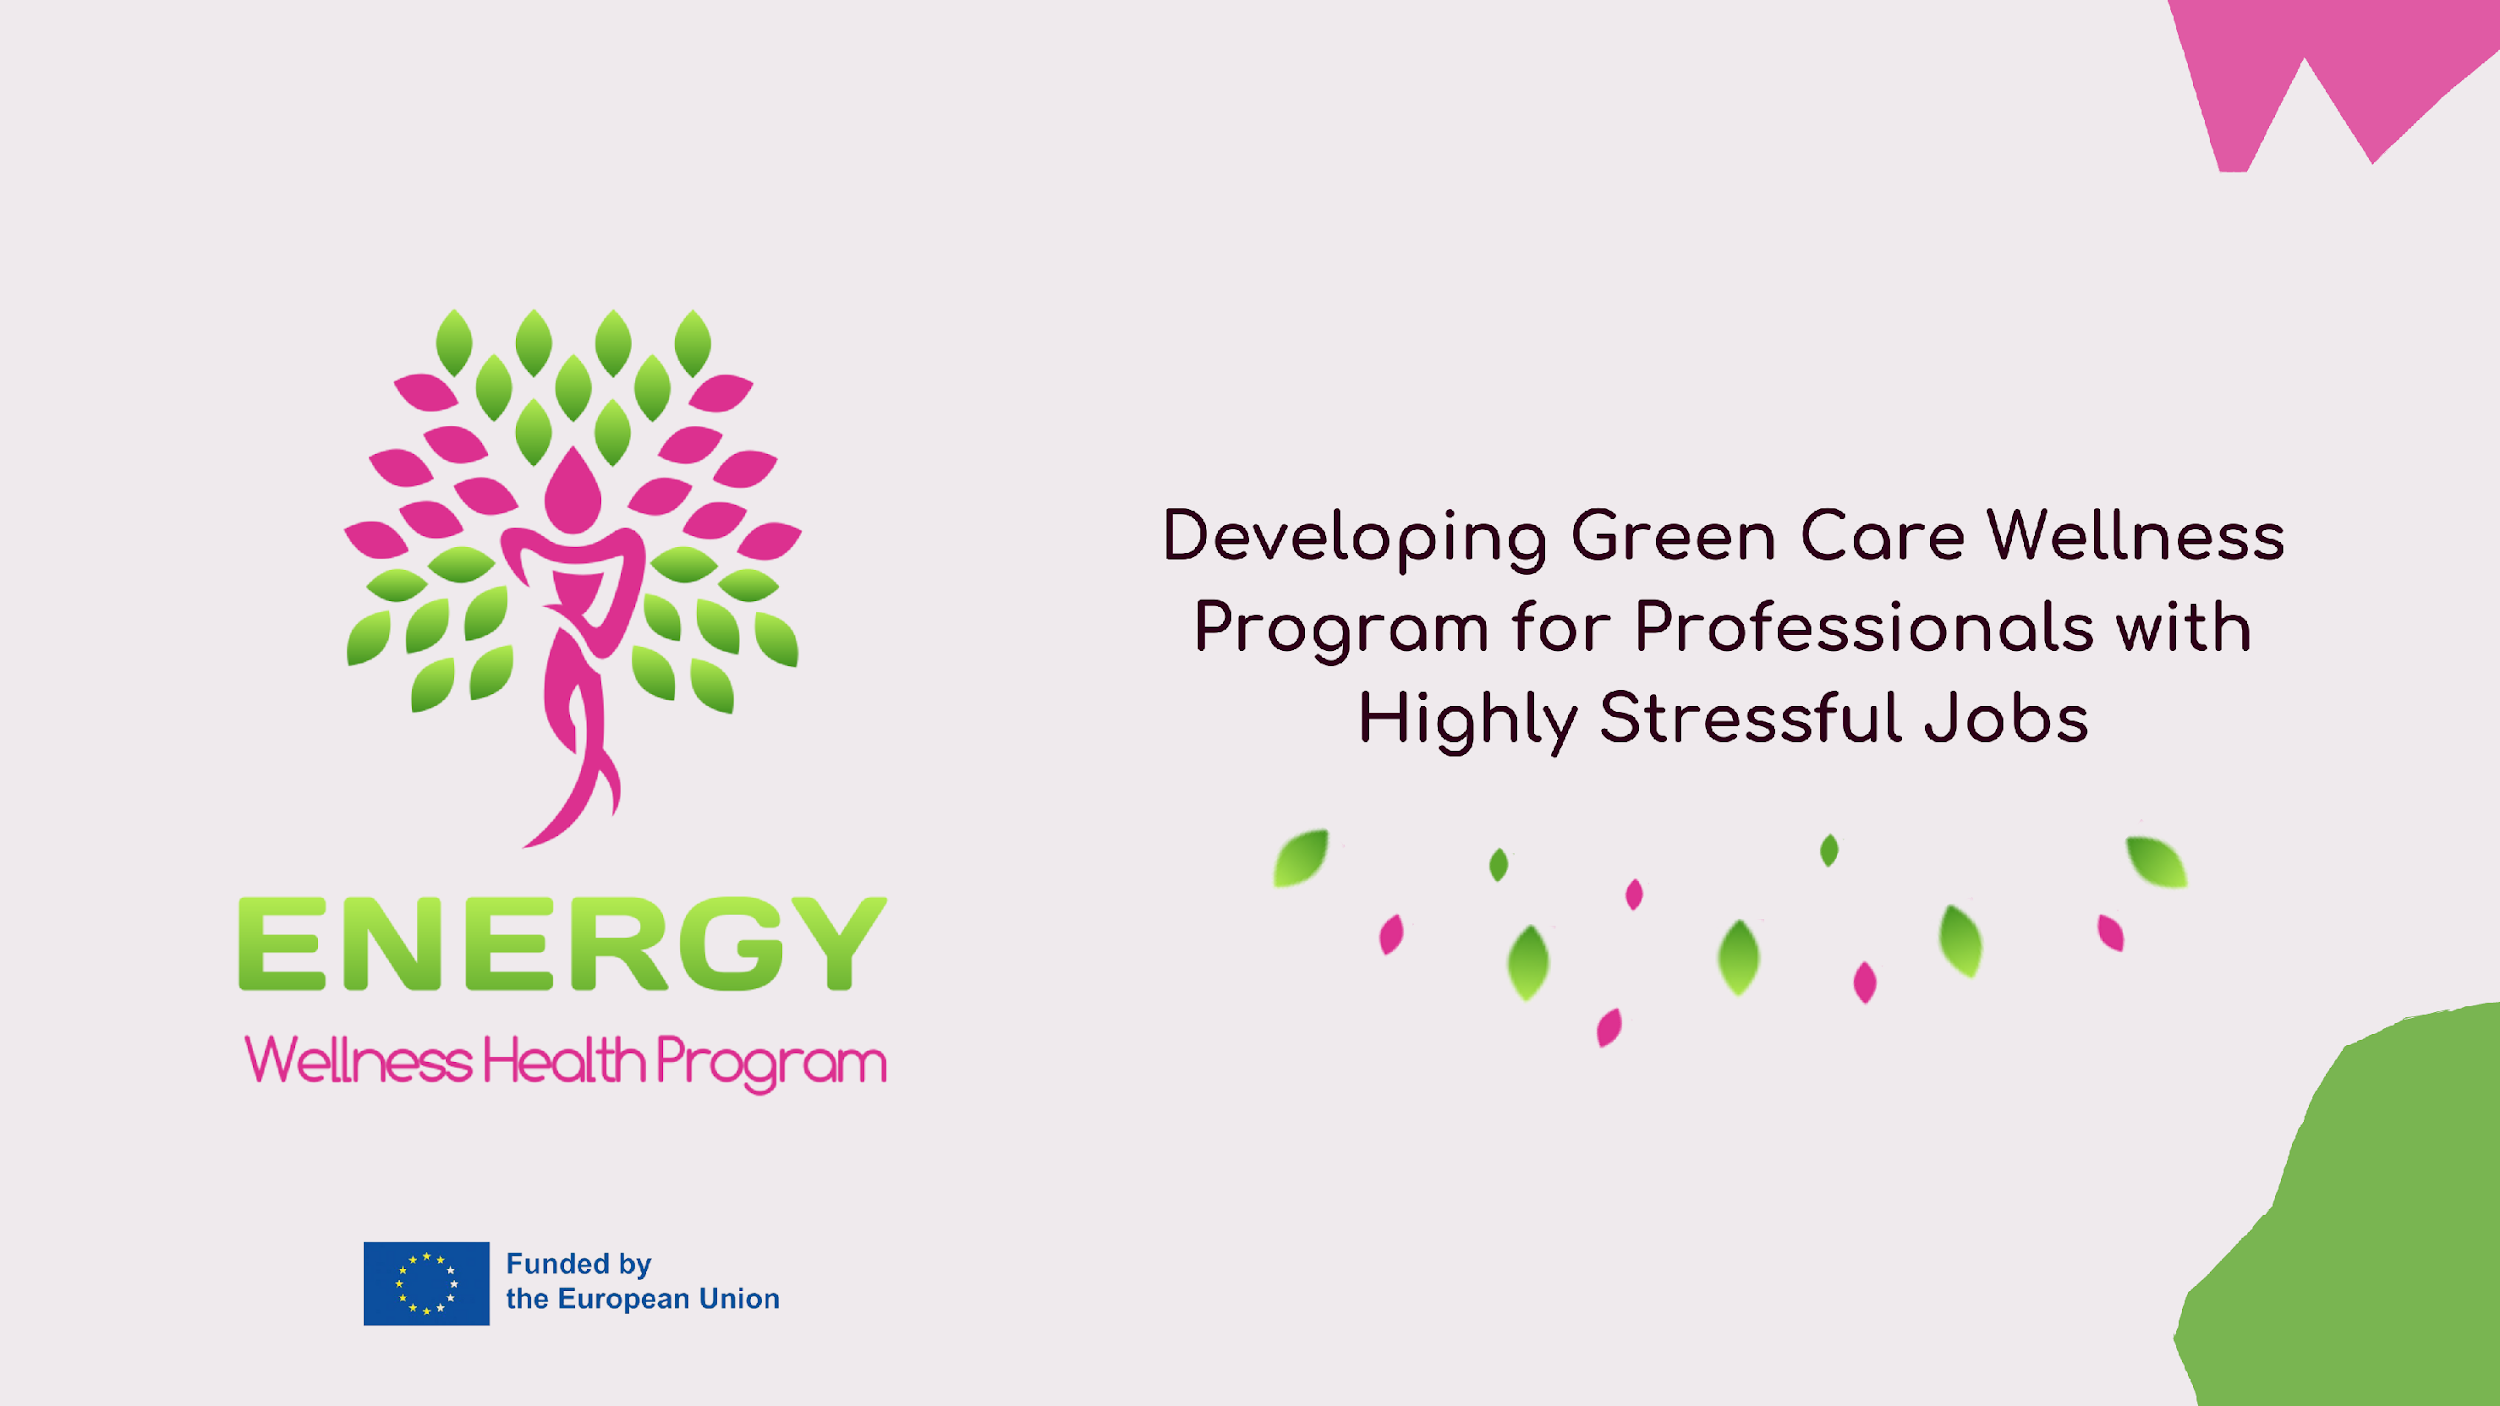 ENERGY
Wellness Health Program
Funded by
the European Union
Developing Green Care Wellness
Program for Professionals with
Highly Stressful Jobs